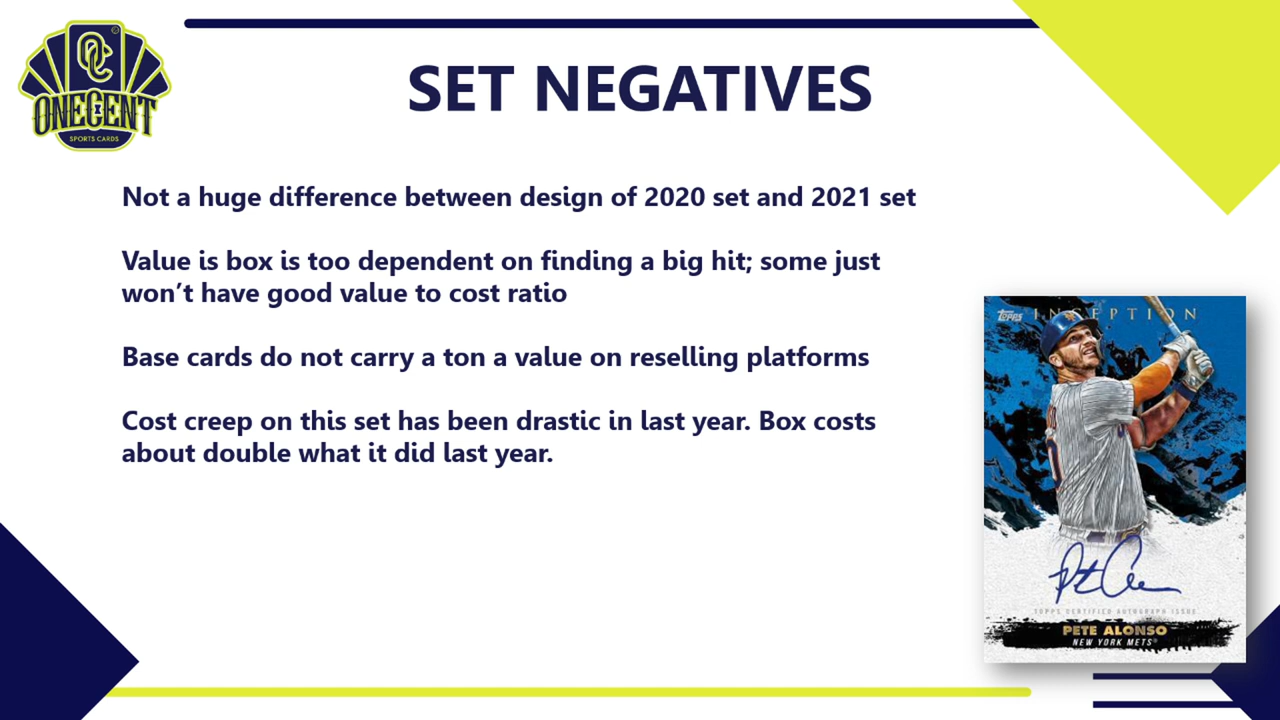 OC
ONECENT
SPORTS CARDS
SET NEGATIVES
Not a huge difference between design of 2020 set and 2021 set
Value is box is too dependent on finding a big hit; some just
won't have good value to cost ratio
Base cards do not carry a ton a value on reselling platforms
Cost creep on this set has been drastic in last year. Box costs
about double what it did last year.
TOPPS INCEPTION
TOPPS CERTIFIED AUTOGRAPH ISSUE
PETE ALONSO
NEW YORK METS